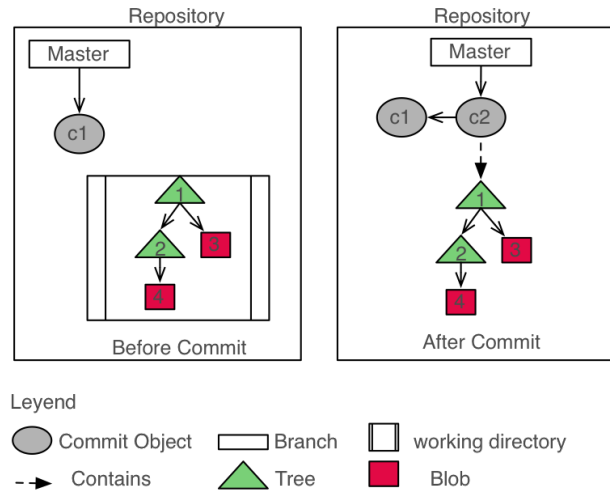 Repository
Master
c1
1
2
3
4
Before Commit
Repository
Master
c1
c2
1
2
3
4
After Commit
Leyend
Commit Object
Branch
working directory
Contains
Tree
Blob